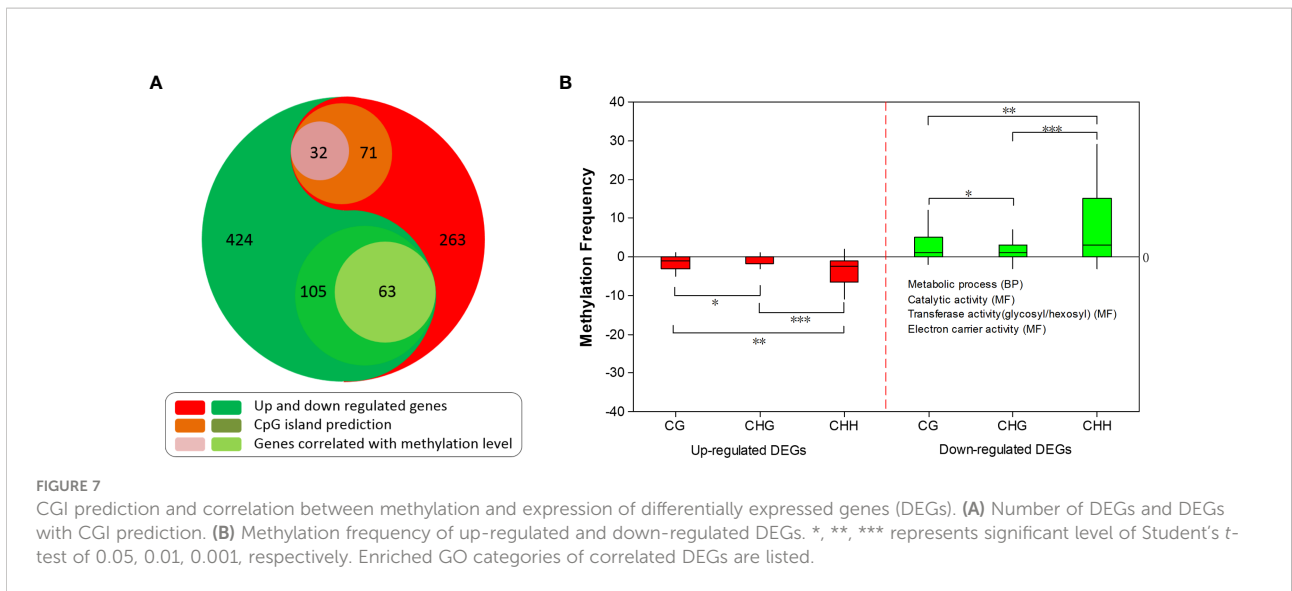 A
32
71
424
263
105
63
Up and down regulated genes
CpG island prediction
Genes correlated with methylation level
B
Methylation Frequency
40
30
20
10
0
-10
-20
-30
-40
*
***
**
**
***
*
0
Metabolic process (BP)
Catalytic activity (MF)
Transferase activity(glycosyl/hexosyl) (MF)
Electron carrier activity (MF)
CG CHG CHH CG CHG CHH
Up-regulated DEGs Down-regulated DEGs
FIGURE 7
CGI prediction and correlation between methylation and expression of differentially expressed genes (DEGs). (A) Number of DEGs and DEGs
with CGI prediction. (B) Methylation frequency of up-regulated and down-regulated DEGs. *, **, *** represents significant level of Student’s t-
test of 0.05, 0.01, 0.001, respectively. Enriched GO categories of correlated DEGs are listed.